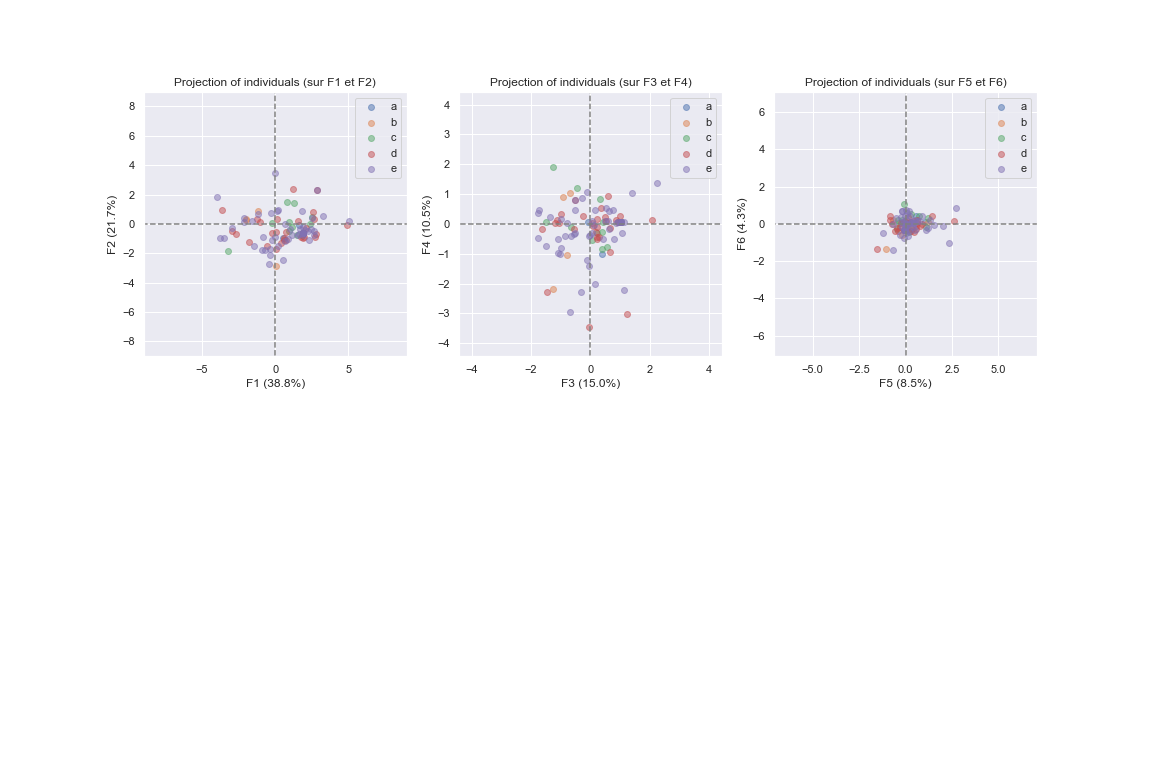 Projection of individuals (sur F1 et F2)
8
6
4
2
0
−2
−4
−6
−8
−5
0
5
F2 (21.7%)
F1 (38.8%)
a
b
c
d
e
Projection of individuals (sur F3 et F4)
4
3
2
1
0
−1
−2
−3
−4
−4
−2
0
2
4
F4 (10.5%)
F3 (15.0%)
a
b
c
d
e
Projection of individuals (sur F5 et F6)
6
4
2
0
−2
−4
−6
−5.0
−2.5
0.0
2.5
5.0
F6 (4.3%)
F5 (8.5%)
a
b
c
d
e